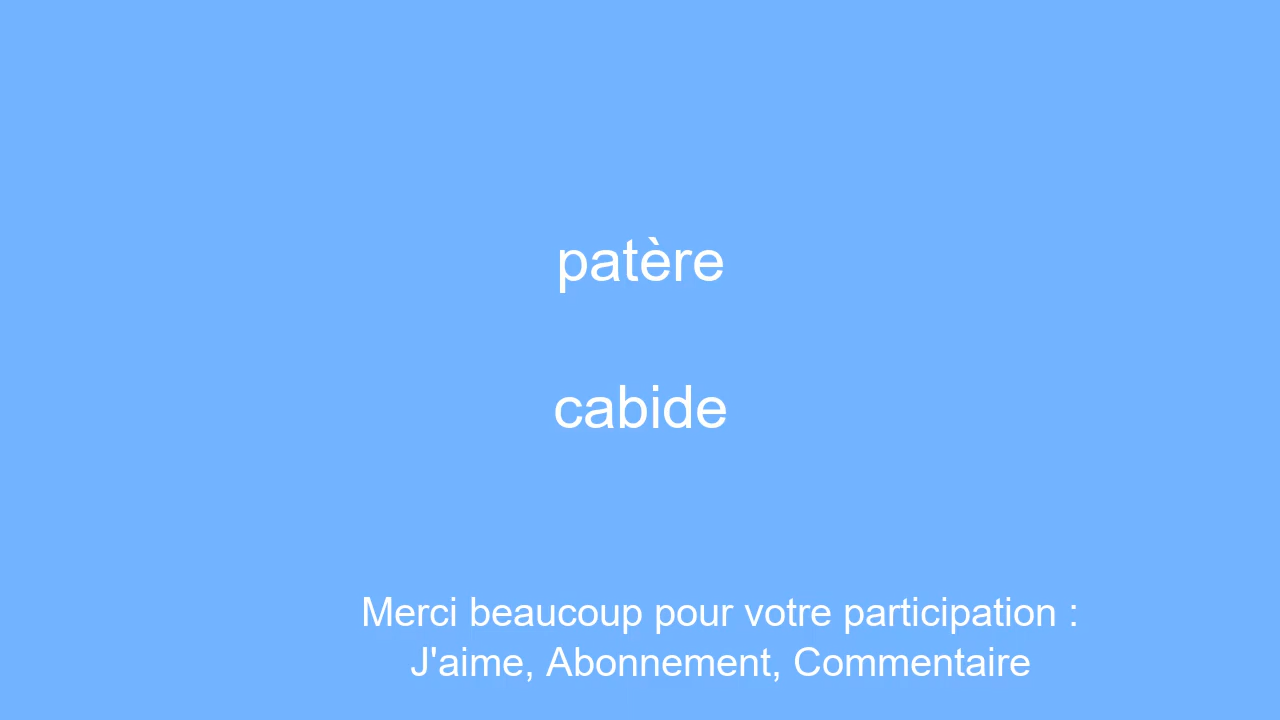 patère
cabide
Merci beaucoup pour votre participation :
J'aime, Abonnement, Commentaire